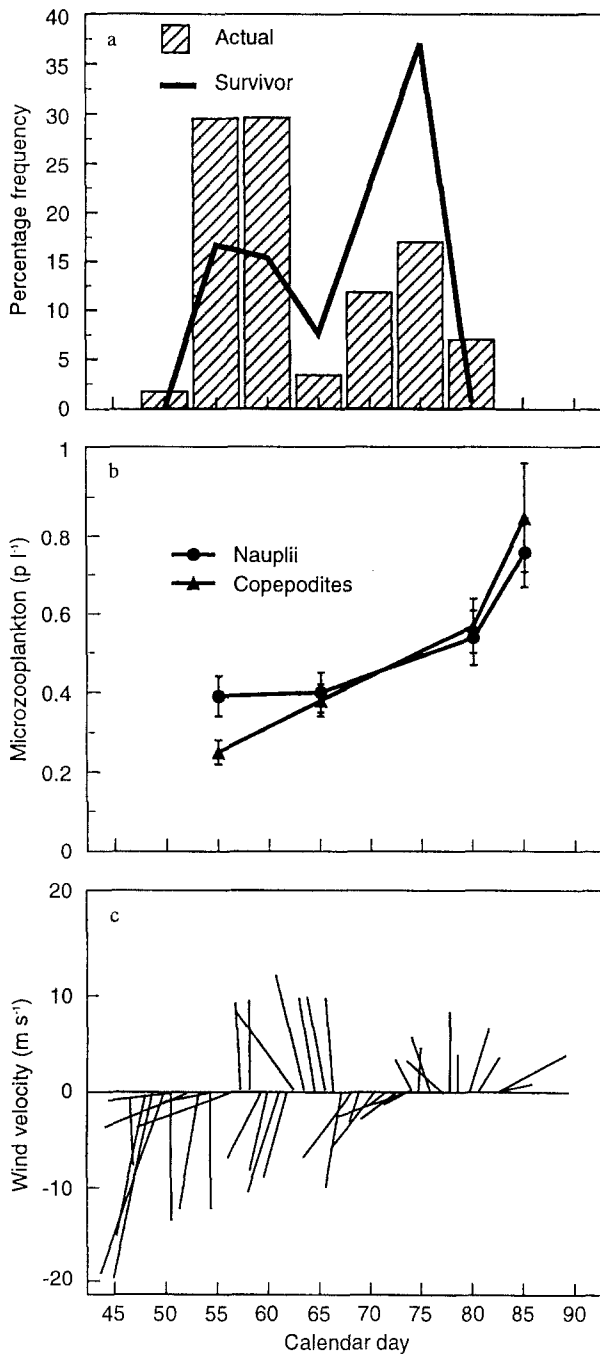 a
Actual
Survivor
Percentage frequency
40
35
30
25
20
15
10
5
0
b
Nauplii
Copepodites
Microzooplankton (p l⁻¹)
1
0.8
0.6
0.4
0.2
0
c
Wind velocity (m s⁻¹)
20
10
0
-10
-20
45 50 55 60 65 70 75 80 85 90
Calendar day